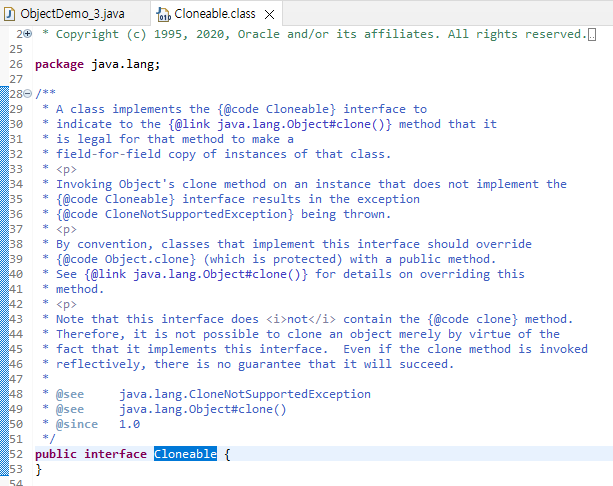 ObjectDemo_3.java Cloneable.class
2 * Copyright (c) 1995, 2020, Oracle and/or its affiliates. All rights reserved.
25
26 package java.lang;
27
28 /**
29 * A class implements the {@code Cloneable} interface to
30 * indicate to the {@link java.lang.Object#clone()} method that it
31 * is legal for that method to make a
32 * field-for-field copy of instances of that class.
33 * <p>
34 * Invoking Object's clone method on an instance that does not implement the
35 * {@code Cloneable} interface results in the exception
36 * {@code CloneNotSupportedException} being thrown.
37 * <p>
38 * By convention, classes that implement this interface should override
39 * {@code Object.clone} (which is protected) with a public method.
40 * See {@link java.lang.Object#clone()} for details on overriding this
41 * method.
42 * <p>
43 * Note that this interface does <i>not</i> contain the {@code clone} method.
44 * Therefore, it is not possible to clone an object merely by virtue of the
45 * fact that it implements this interface.  Even if the clone method is invoked
46 * reflectively, there is no guarantee that it will succeed.
47 *
48 * @see     java.lang.CloneNotSupportedException
49 * @see     java.lang.Object#clone()
50 * @since   1.0
51 */
52 public interface Cloneable {
53 }
54